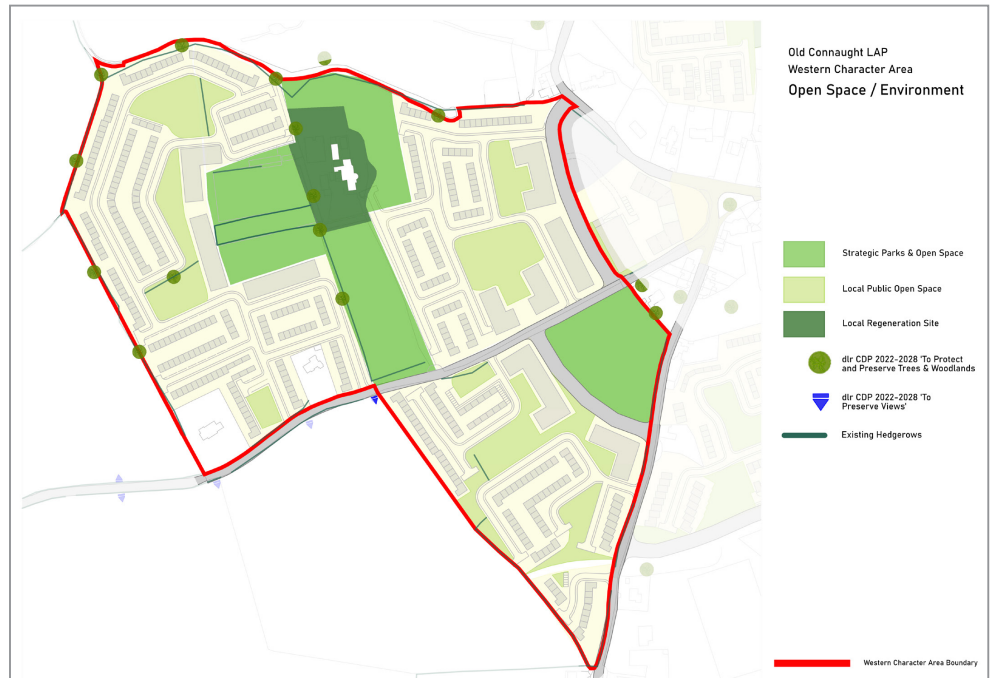 Old Connaught LAP
Western Character Area
Open Space / Environment
Strategic Parks & Open Space
Local Public Open Space
Local Regeneration Site
dlr CDP 2022-2028 'To Protect
and Preserve Trees & Woodlands
dlr CDP 2022-2028 'To
Preserve Views'
Existing Hedgerows
Western Character Area Boundary